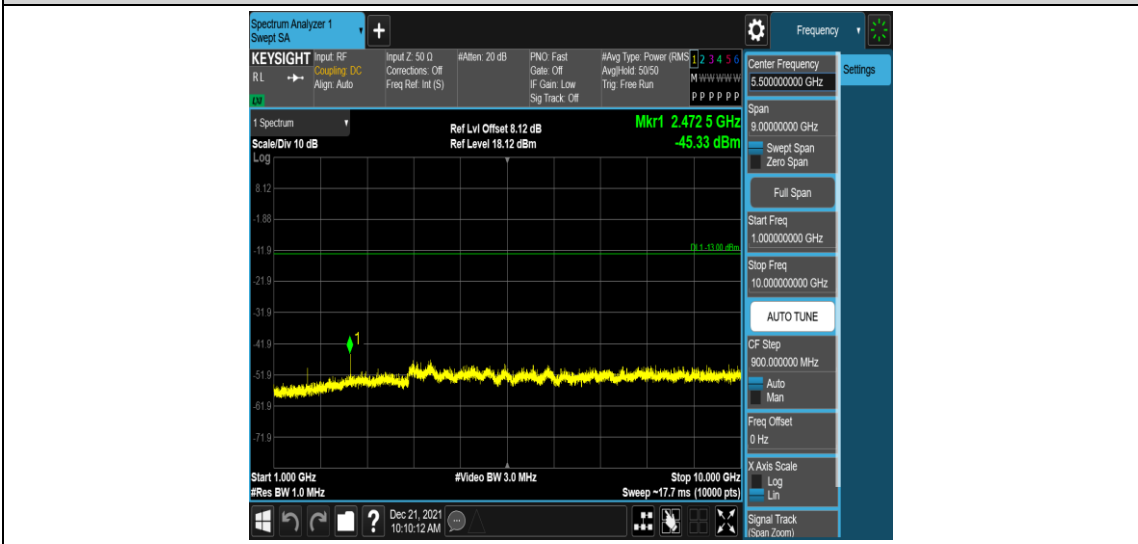 Spectrum Analyzer 1
Swept SA
+
Frequency
KEYSIGHT
RL
LXI
Input: RF
Coupling: DC
Align: Auto
Input Z: 50 Ω
Corrections: Off
Freq Ref: Int (S)
#Atten: 20 dB
PNO: Fast
Gate: Off
IF Gain: Low
Sig Track: Off
#Avg Type: Power (RMS
Avg|Hold: 50/50
Trig: Free Run
1 2 3 4 5 6
M W W W W W
P P P P P P
1 Spectrum
Scale/Div 10 dB
Log
Ref Lvl Offset 8.12 dB
Ref Level 18.12 dBm
Mkr1 2.472 5 GHz
-45.33 dBm
8.12
-1.88
-11.9
-21.9
-31.9
-41.9
-51.9
-61.9
-71.9
DL1 -13.00 dBm
1
Start 1.000 GHz
#Res BW 1.0 MHz
#Video BW 3.0 MHz
Stop 10.000 GHz
Sweep ~17.7 ms (10000 pts)
?
Dec 21, 2021
10:10:12 AM
Center Frequency
5.500000000 GHz
Settings
Span
9.00000000 GHz
Swept Span
Zero Span
Full Span
Start Freq
1.000000000 GHz
Stop Freq
10.000000000 GHz
AUTO TUNE
CF Step
900.000000 MHz
Auto
Man
Freq Offset
0 Hz
X Axis Scale
Log
Lin
Signal Track
(Span Zoom)